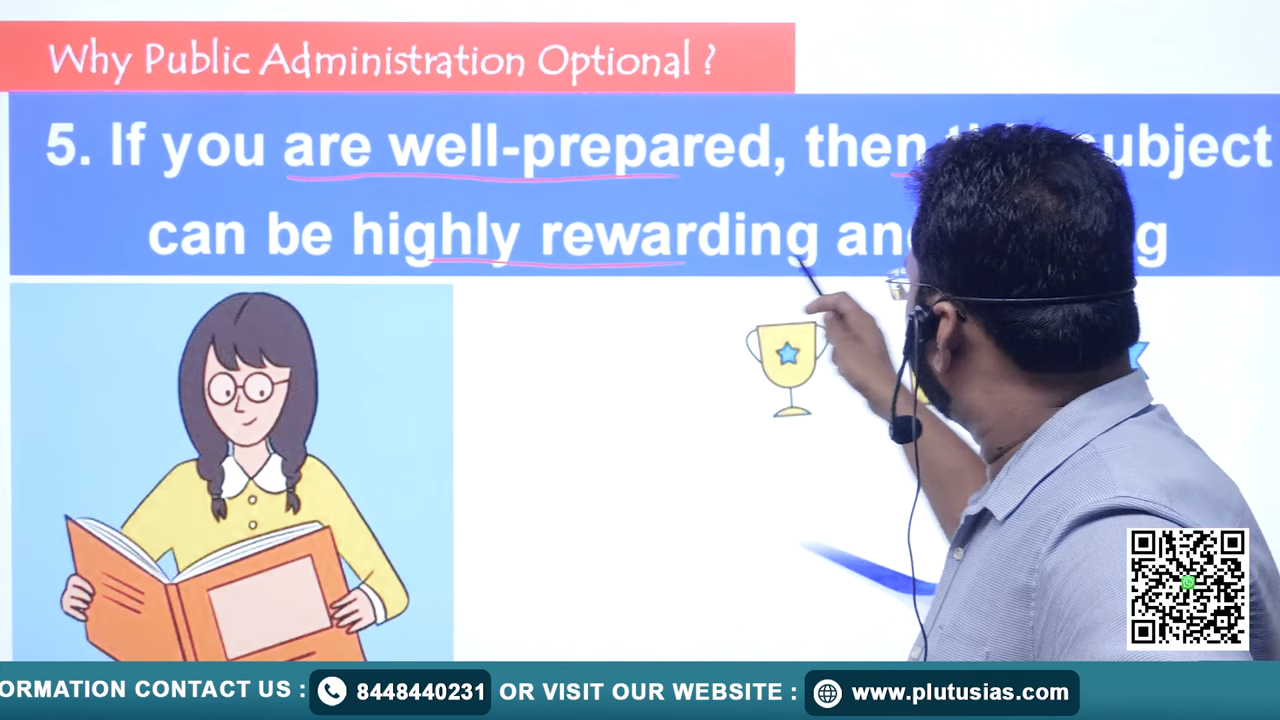 Why Public Administration Optional ?
5. If you are well-prepared, then subject
can be highly rewarding
ORMATION CONTACT US : 8448440231 OR VISIT OUR WEBSITE : www.plutusias.com